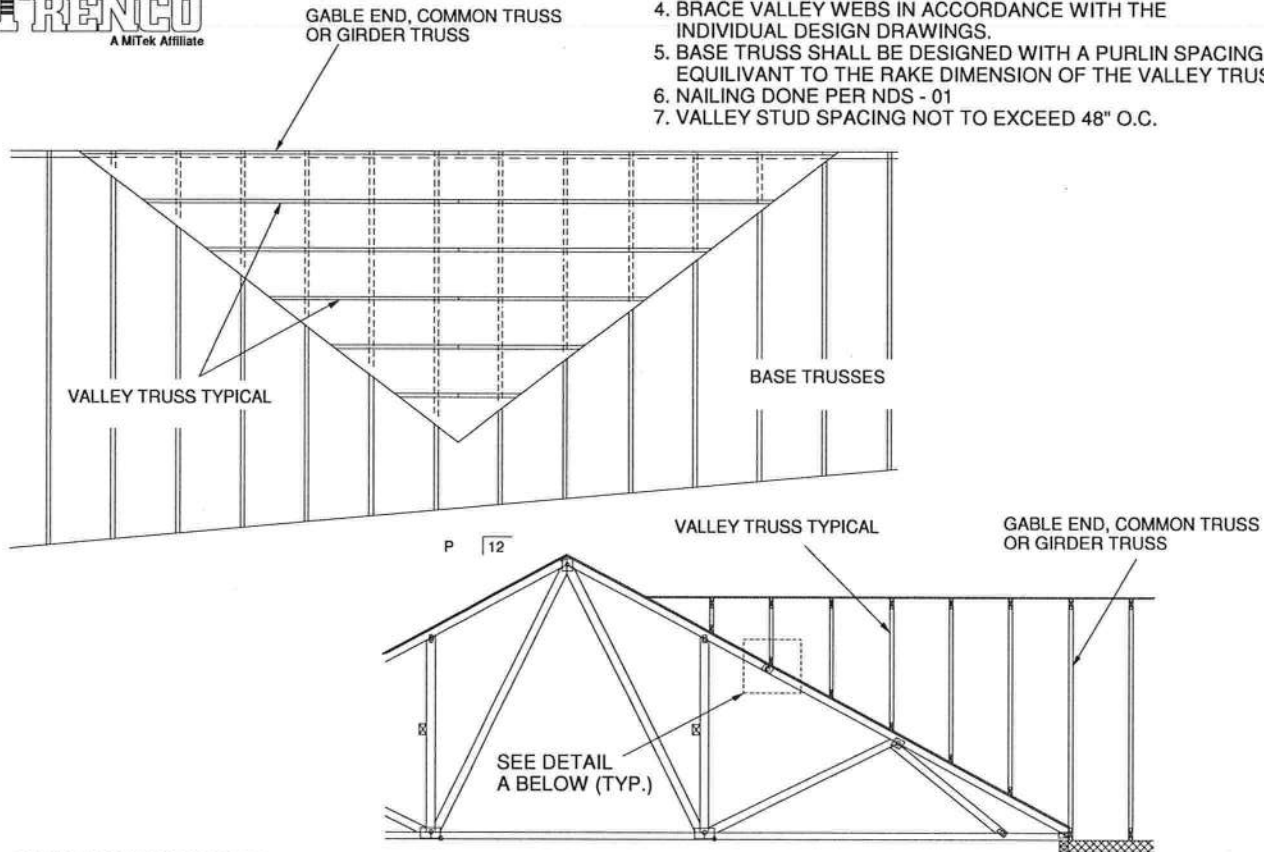 TRENCO
A MiTek Affiliate
GABLE END, COMMON TRUSS
OR GIRDER TRUSS
4. BRACE VALLEY WEBS IN ACCORDANCE WITH THE
INDIVIDUAL DESIGN DRAWINGS.
5. BASE TRUSS SHALL BE DESIGNED WITH A PURLIN SPACING
EQUILIVANT TO THE RAKE DIMENSION OF THE VALLEY TRUS
6. NAILING DONE PER NDS - 01
7. VALLEY STUD SPACING NOT TO EXCEED 48" O.C.
VALLEY TRUSS TYPICAL
BASE TRUSSES
P 12
VALLEY TRUSS TYPICAL
GABLE END, COMMON TRUSS
OR GIRDER TRUSS
SEE DETAIL
A BELOW (TYP.)